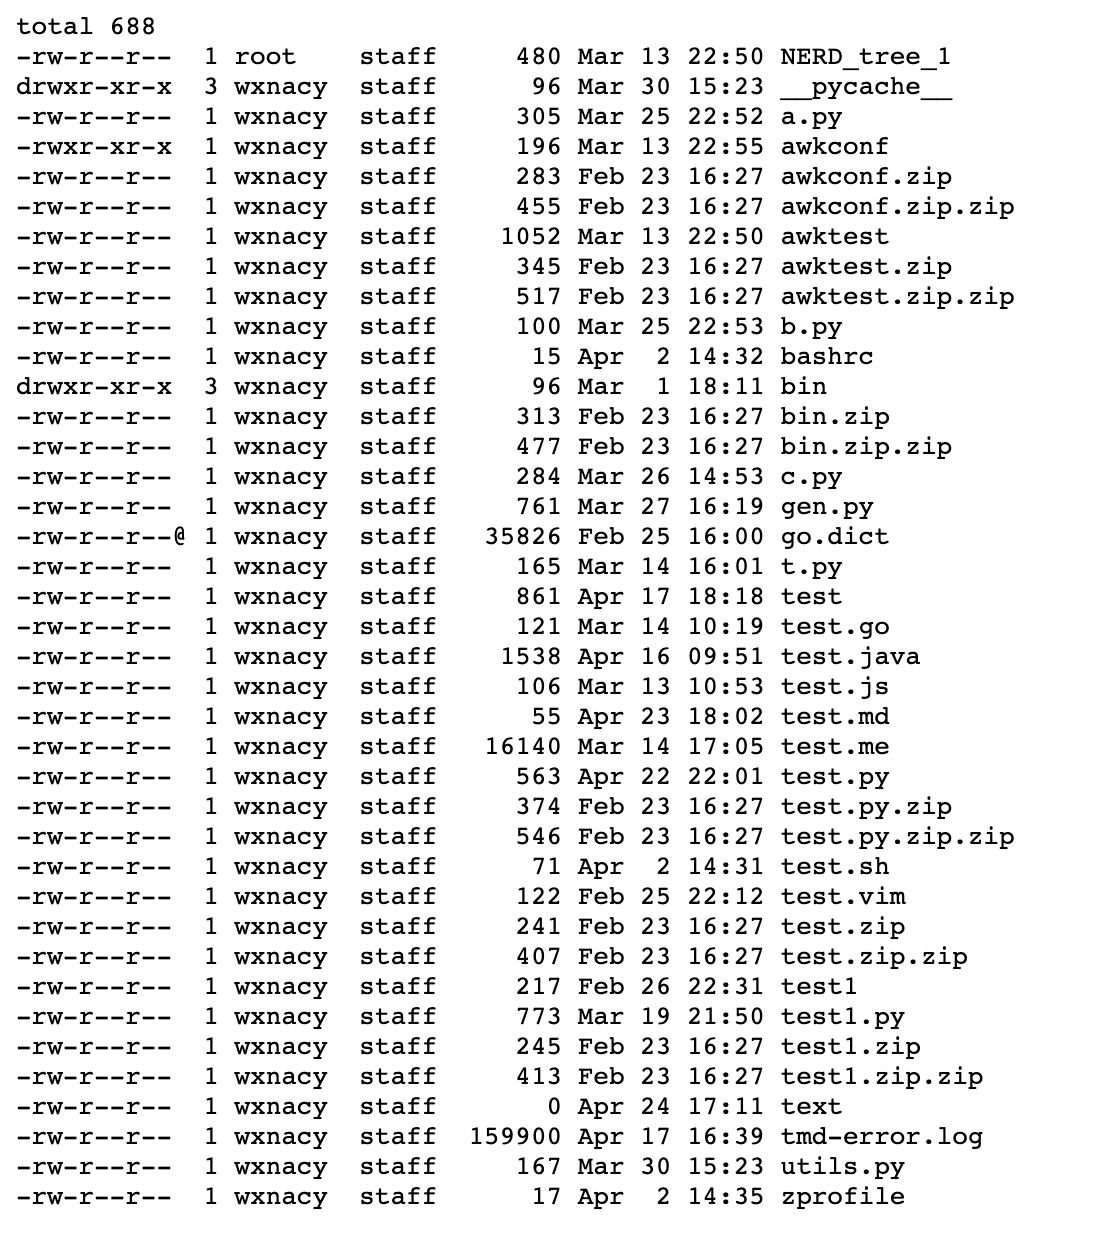 total 688
-rw-r--r--  1 root    staff     480 Mar 13 22:50 NERD_tree_1
drwxr-xr-x  3 wxnacy  staff      96 Mar 30 15:23 __pycache__
-rw-r--r--  1 wxnacy  staff     305 Mar 25 22:52 a.py
-rwxr-xr-x  1 wxnacy  staff     196 Mar 13 22:55 awkconf
-rw-r--r--  1 wxnacy  staff     283 Feb 23 16:27 awkconf.zip
-rw-r--r--  1 wxnacy  staff     455 Feb 23 16:27 awkconf.zip.zip
-rw-r--r--  1 wxnacy  staff    1052 Mar 13 22:50 awktest
-rw-r--r--  1 wxnacy  staff     345 Feb 23 16:27 awktest.zip
-rw-r--r--  1 wxnacy  staff     517 Feb 23 16:27 awktest.zip.zip
-rw-r--r--  1 wxnacy  staff     100 Mar 25 22:53 b.py
-rw-r--r--  1 wxnacy  staff      15 Apr  2 14:32 bashrc
drwxr-xr-x  3 wxnacy  staff      96 Mar  1 18:11 bin
-rw-r--r--  1 wxnacy  staff     313 Feb 23 16:27 bin.zip
-rw-r--r--  1 wxnacy  staff     477 Feb 23 16:27 bin.zip.zip
-rw-r--r--  1 wxnacy  staff     284 Mar 26 14:53 c.py
-rw-r--r--  1 wxnacy  staff     761 Mar 27 16:19 gen.py
-rw-r--r--@ 1 wxnacy  staff   35826 Feb 25 16:00 go.dict
-rw-r--r--  1 wxnacy  staff     165 Mar 14 16:01 t.py
-rw-r--r--  1 wxnacy  staff     861 Apr 17 18:18 test
-rw-r--r--  1 wxnacy  staff     121 Mar 14 10:19 test.go
-rw-r--r--  1 wxnacy  staff    1538 Apr 16 09:51 test.java
-rw-r--r--  1 wxnacy  staff     106 Mar 13 10:53 test.js
-rw-r--r--  1 wxnacy  staff      55 Apr 23 18:02 test.md
-rw-r--r--  1 wxnacy  staff   16140 Mar 14 17:05 test.me
-rw-r--r--  1 wxnacy  staff     563 Apr 22 22:01 test.py
-rw-r--r--  1 wxnacy  staff     374 Feb 23 16:27 test.py.zip
-rw-r--r--  1 wxnacy  staff     546 Feb 23 16:27 test.py.zip.zip
-rw-r--r--  1 wxnacy  staff      71 Apr  2 14:31 test.sh
-rw-r--r--  1 wxnacy  staff     122 Feb 25 22:12 test.vim
-rw-r--r--  1 wxnacy  staff     241 Feb 23 16:27 test.zip
-rw-r--r--  1 wxnacy  staff     407 Feb 23 16:27 test.zip.zip
-rw-r--r--  1 wxnacy  staff     217 Feb 26 22:31 test1
-rw-r--r--  1 wxnacy  staff     773 Mar 19 21:50 test1.py
-rw-r--r--  1 wxnacy  staff     245 Feb 23 16:27 test1.zip
-rw-r--r--  1 wxnacy  staff     413 Feb 23 16:27 test1.zip.zip
-rw-r--r--  1 wxnacy  staff       0 Apr 24 17:11 text
-rw-r--r--  1 wxnacy  staff  159900 Apr 17 16:39 tmd-error.log
-rw-r--r--  1 wxnacy  staff     167 Mar 30 15:23 utils.py
-rw-r--r--  1 wxnacy  staff      17 Apr  2 14:35 zprofile